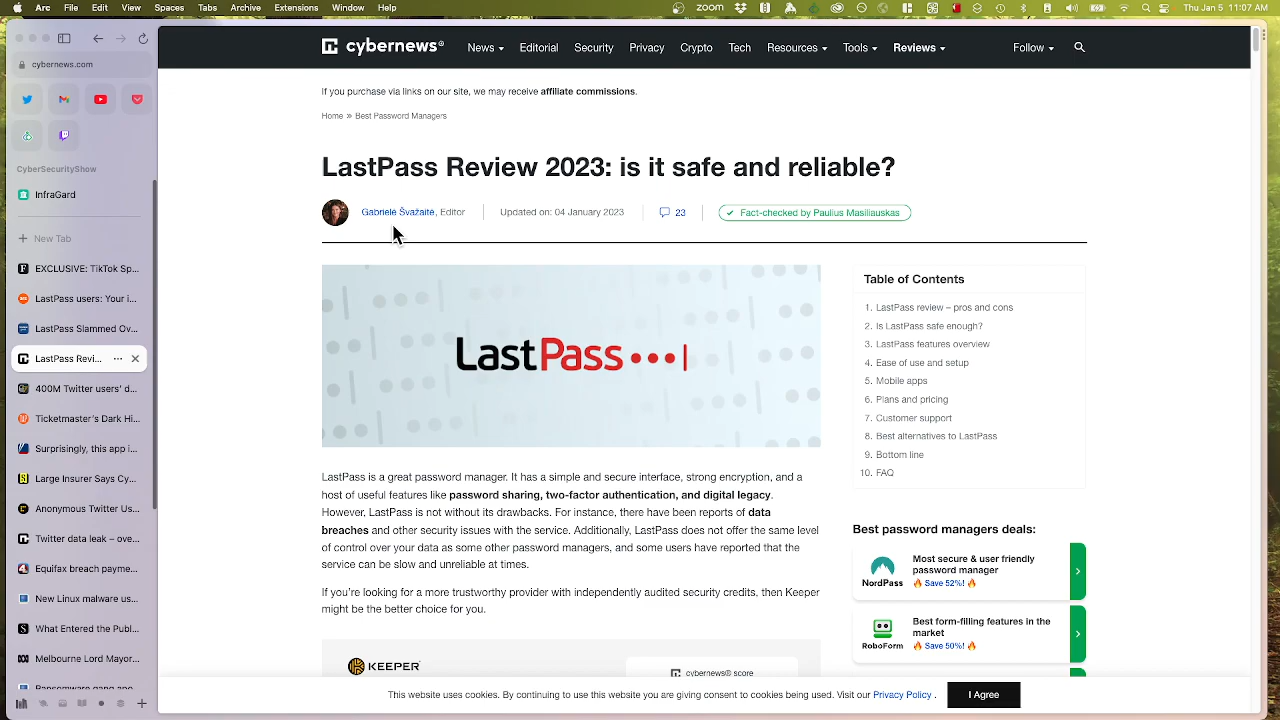 Arc File Edit View Spaces Tabs Archive Extensions Window Help
ZOOM
Thu Jan 5 11:07 AM
cybernews.com
CyberSecurityShow
InfraGard
New Tab
EXCLUSIVE: TikTok Sp...
LastPass users: Your i...
LastPass Slammed Ov...
LastPass Revi...
400M Twitter users' d...
Ticketmaster's Dark Hi...
Surprisingly, the sap i...
Large Insurer Says Cy...
Twitter data leak – ove...
Equifax breach payme...
New Linux malware us...
What Entered the Publ...
Melbourne Lord Mayor...
Ransomware gang apo...
cybernews®
News
Editorial
Security
Privacy
Crypto
Tech
Resources
Tools
Reviews
Follow
If you purchase via links on our site, we may receive affiliate commissions.
Home » Best Password Managers
LastPass Review 2023: is it safe and reliable?
Gabrielė Švažaitė, Editor
Updated on: 04 January 2023
23
✓ Fact-checked by Paulius Masiliauskas
LastPass
LastPass is a great password manager. It has a simple and secure interface, strong encryption, and a
host of useful features like password sharing, two-factor authentication, and digital legacy.
However, LastPass is not without its drawbacks. For instance, there have been reports of data
breaches and other security issues with the service. Additionally, LastPass does not offer the same level
of control over your data as some other password managers, and some users have reported that the
service can be slow and unreliable at times.
If you're looking for a more trustworthy provider with independently audited security credentials, then Keeper
might be the better choice for you.
KEEPER
cybernews® score
Table of Contents
1. LastPass review – pros and cons
2. Is LastPass safe enough?
3. LastPass features overview
4. Ease of use and setup
5. Mobile apps
6. Plans and pricing
7. Customer support
8. Best alternatives to LastPass
9. Bottom line
10. FAQ
Best password managers deals:
NordPass
Most secure & user friendly
password manager
🔥 Save 52%! 🔥
RoboForm
Best form-filling features in the
market
🔥 Save 50%! 🔥
This website uses cookies. By continuing to use this website you are giving consent to cookies being used. Visit our Privacy Policy .
I Agree